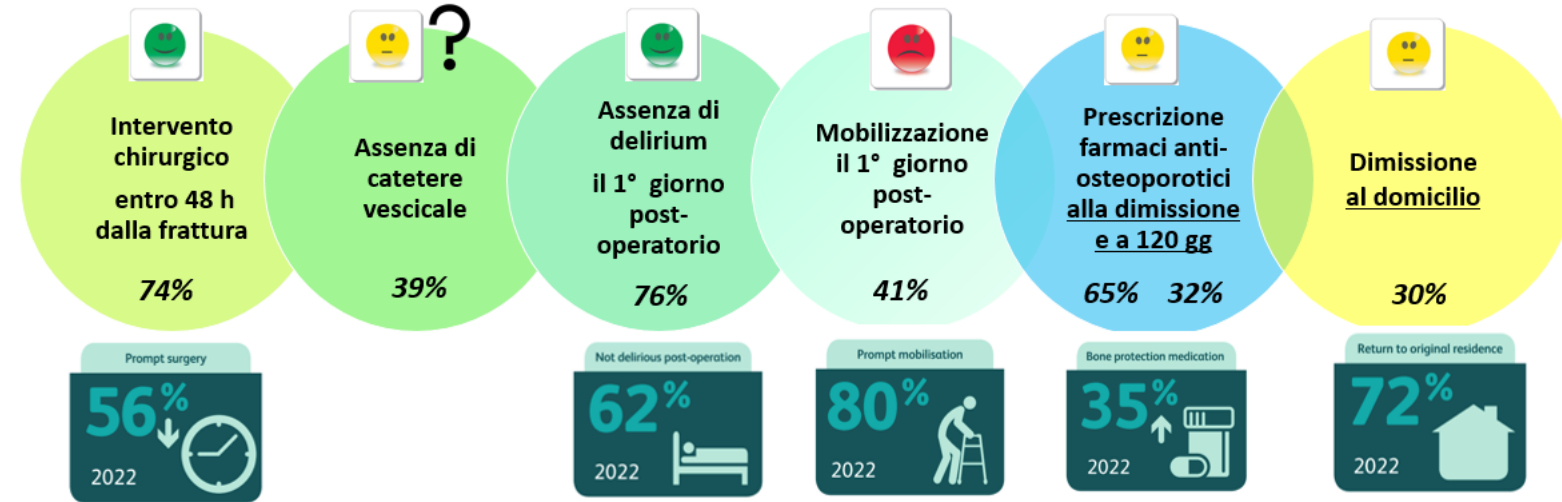 ?
Intervento
chirurgico
entro 48 h
dalla frattura
74%
Assenza di
catetere
vescicale
39%
Assenza di
delirium
il 1° giorno
post-
operatorio
76%
Mobilizzazione
il 1° giorno
post-
operatorio
41%
Prescrizione
farmaci anti-
osteoporotici
alla dimissione
e a 120 gg
65% 32%
Dimissione
al domicilio
30%
Prompt surgery
56%
2022
Not delirious post-operation
62%
2022
Prompt mobilisation
80%
2022
Bone protection medication
35%
2022
Return to original residence
72%
2022